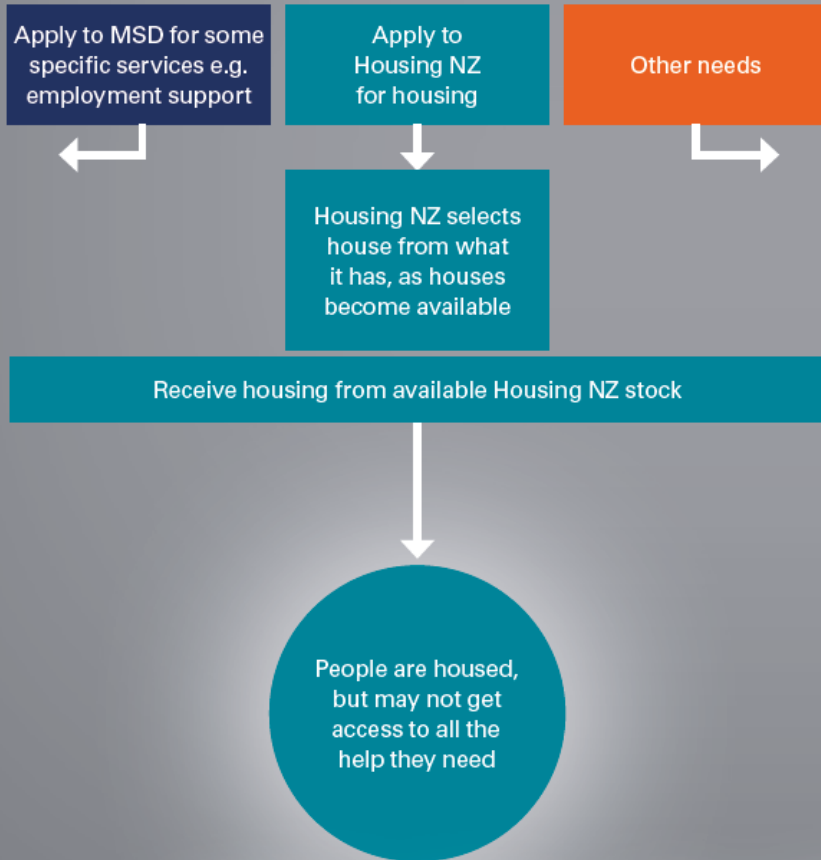 Apply to MSD for some
specific services e.g.
employment support
Apply to
Housing NZ
for housing
Other needs
Housing NZ selects
house from what
it has, as houses
become available
Receive housing from available Housing NZ stock
People are housed,
but may not get
access to all the
help they need